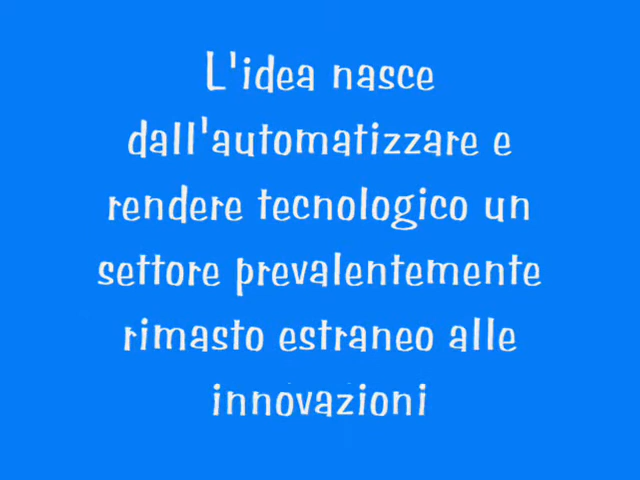 L'idea nasce
dall'automatizzare e
rendere tecnologico un
settore prevalentemente
rimasto estraneo alle
innovazioni